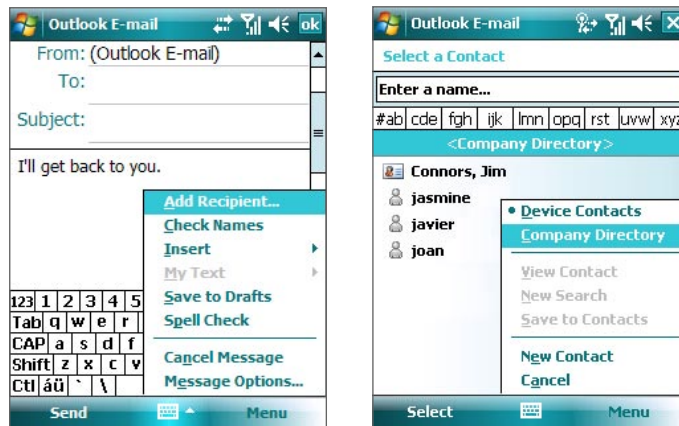 Outlook E-mail ok
From: (Outlook E-mail)
To:
Subject:
I'll get back to you.
Add Recipient...
Check Names
Insert
My Text
Save to Drafts
Spell Check
Cancel Message
Message Options...
123 1 2 3 4 5
Tab q w e r
CAP a s d f
Shift z x c v
Ctl áü ` \
Send Menu
Outlook E-mail X
Select a Contact
Enter a name...
#ab cde fgh ijk lmn opq rst uvw xyz
<Company Directory>
Connors, Jim
jasmine
javier
joan
Device Contacts
Company Directory
View Contact
New Search
Save to Contacts
New Contact
Cancel
Select Menu